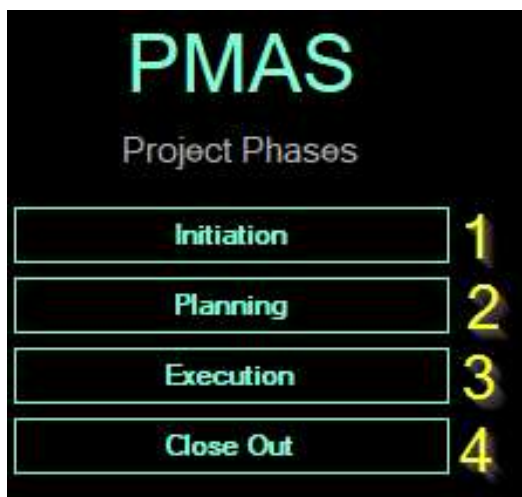 PMAS
Project Phases
Initiation 1
Planning 2
Execution 3
Close Out 4